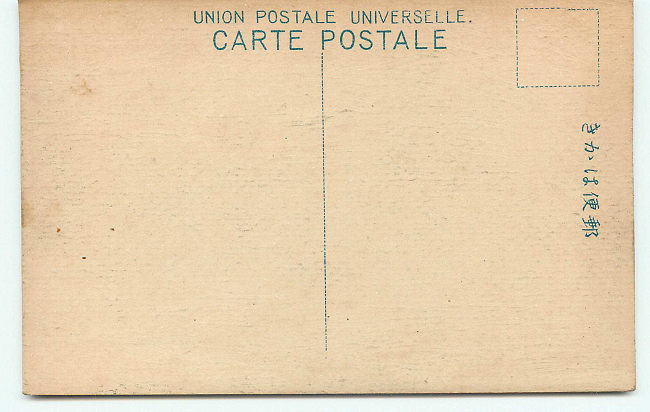 UNION POSTALE UNIVERSELLE.
CARTE POSTALE
きかは便郵